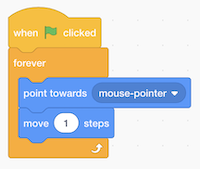 when clicked
forever
point towards mouse-pointer
move 1 steps